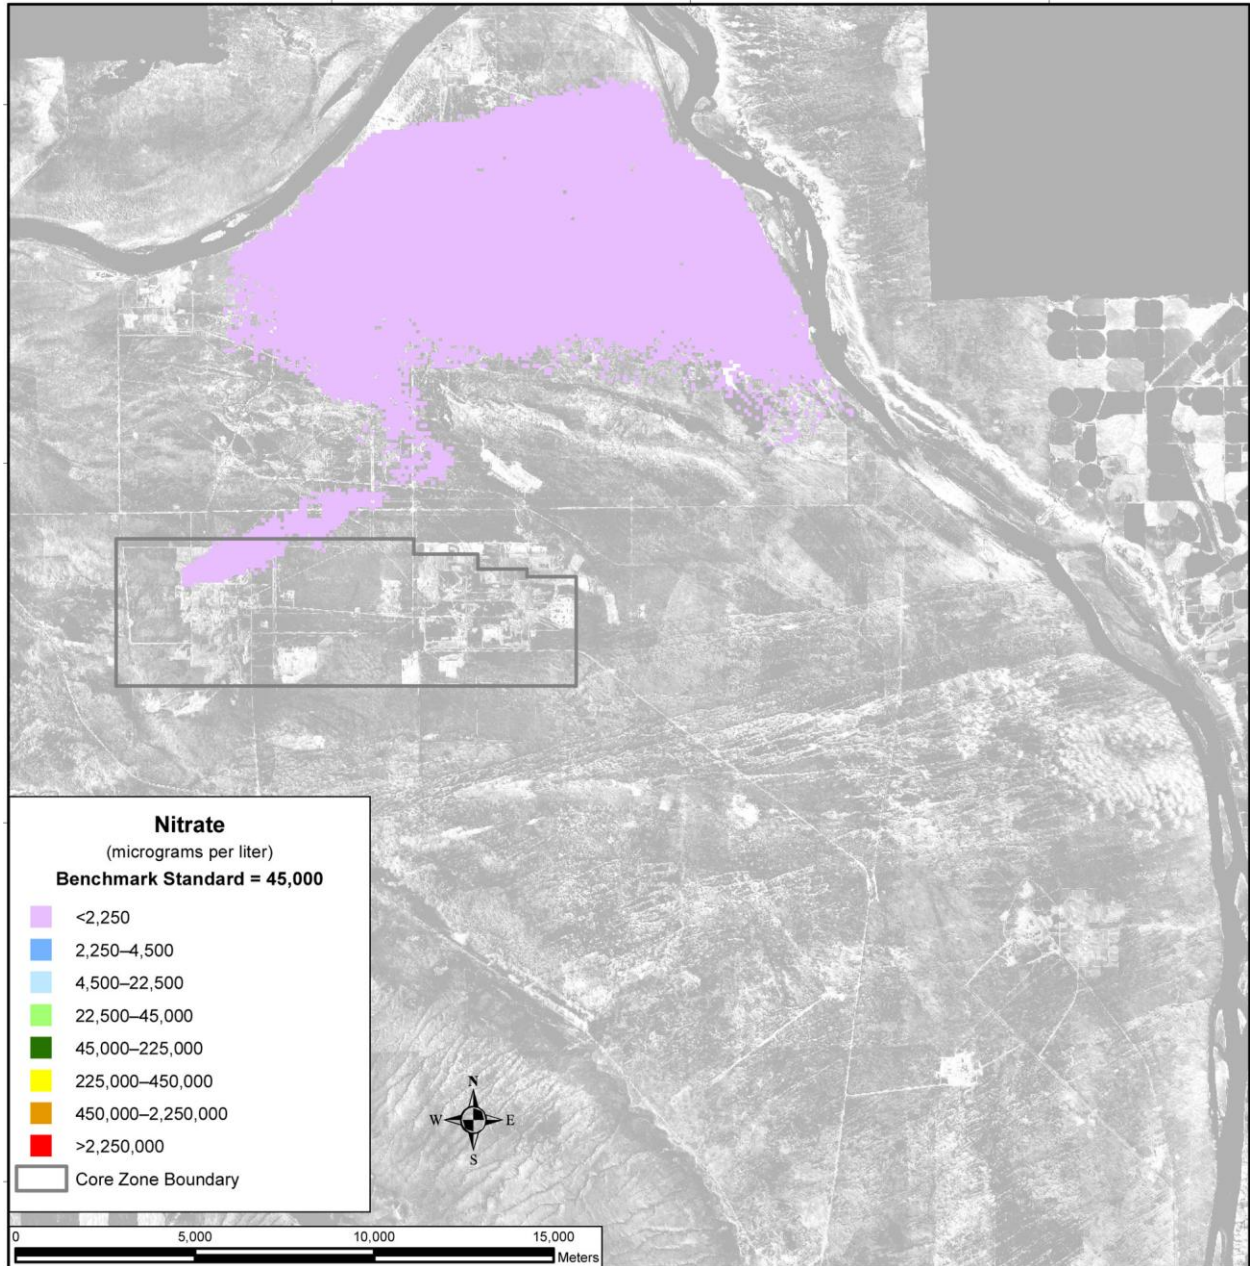 Nitrate
(micrograms per liter)
Benchmark Standard = 45,000
<2,250
2,250–4,500
4,500–22,500
22,500–45,000
45,000–225,000
225,000–450,000
450,000–2,250,000
>2,250,000
Core Zone Boundary
N
W E
S
0 5,000 10,000 15,000
Meters